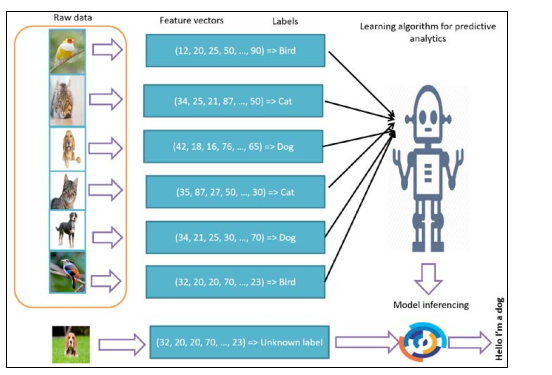 Raw data
Feature vectors
Labels
Learning algorithm for predictive
analytics
(12, 20, 25, 50, ..., 90) => Bird
(34, 25, 21, 87, ..., 50) => Cat
(42, 18, 16, 76, ..., 65) => Dog
(35, 87, 27, 50, ..., 30) => Cat
(34, 21, 25, 30, ..., 70) => Dog
(32, 20, 20, 70, ..., 23) => Bird
Model inferencing
(32, 20, 20, 70, ..., 23) => Unknown label
Hello I'm a dog